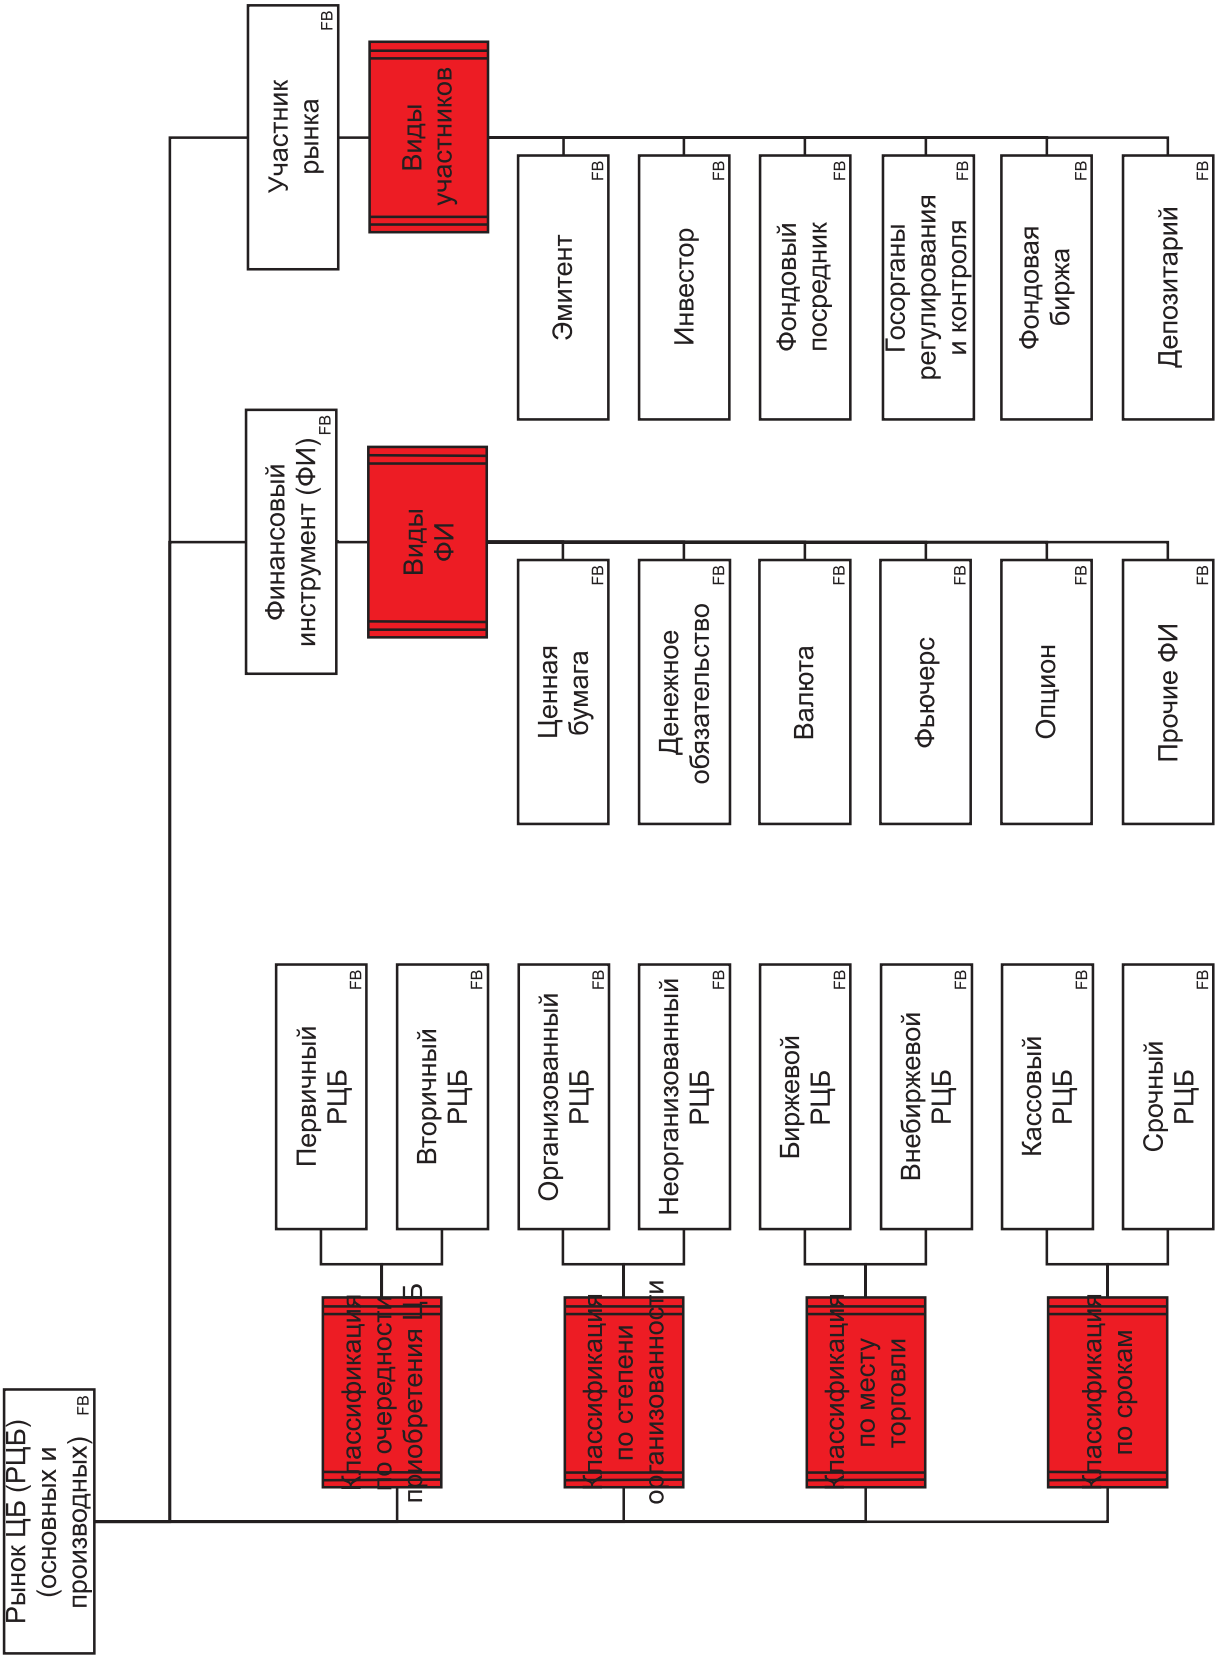 Рынок ЦБ (РЦБ)
(основных и
производных)
FB
Классификация
по очередности
приобретения ЦБ
Первичный
РЦБ
FB
Вторичный
РЦБ
FB
Классификация
по степени
организованности
Организованный
РЦБ
FB
Неорганизованный
РЦБ
FB
Классификация
по месту
торговли
Биржевой
РЦБ
FB
Внебиржевой
РЦБ
FB
Классификация
по срокам
Кассовый
РЦБ
FB
Срочный
РЦБ
FB
Финансовый
инструмент (ФИ)
FB
Виды
ФИ
Ценная
бумага
FB
Денежное
обязательство
FB
Валюта
FB
Фьючерс
FB
Опцион
FB
Прочие ФИ
FB
Участник
рынка
FB
Виды
участников
Эмитент
FB
Инвестор
FB
Фондовый
посредник
FB
Госорганы
регулирования
и контроля
FB
Фондовая
биржа
FB
Депозитарий
FB